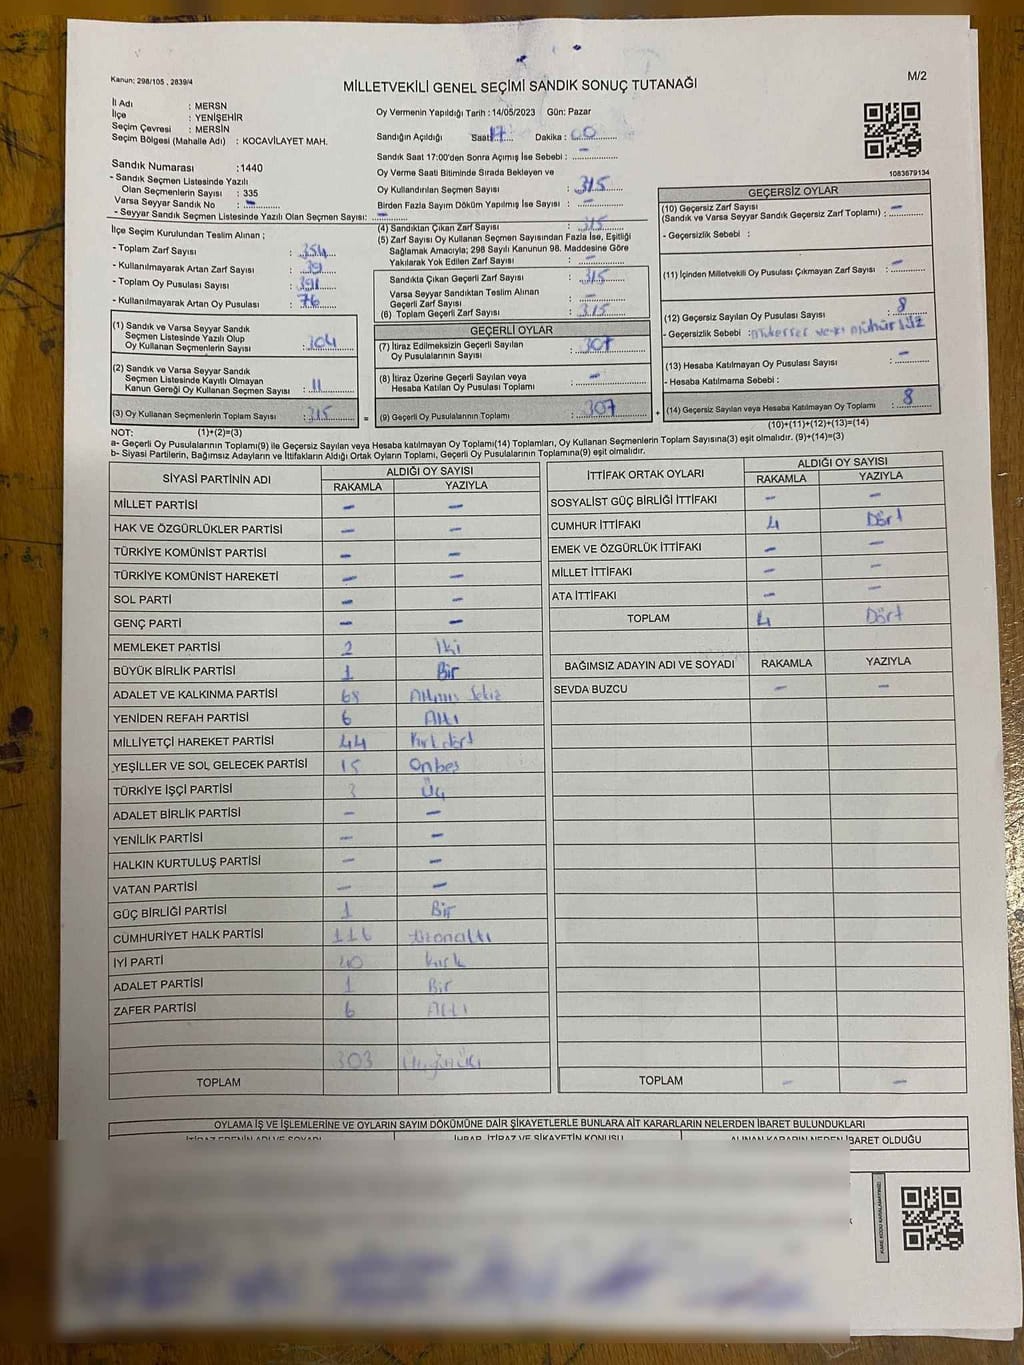 Kanun: 298/105 , 2839/4
M/2
MİLLETVEKİLİ GENEL SEÇİMİ SANDIK SONUÇ TUTANAĞI
İl Adı : MERSN
İlçe : YENİŞEHİR
Seçim Çevresi : MERSİN
Seçim Bölgesi (Mahalle Adı) : KOCAVİLAYET MAH.
Sandık Numarası :1440
- Sandık Seçmen Listesinde Yazılı
Olan Seçmenlerin Sayısı : 335
Varsa Seyyar Sandık No : -
- Seyyar Sandık Seçmen Listesinde Yazılı Olan Seçmen Sayısı: -
İlçe Seçim Kurulundan Teslim Alınan ;
- Toplam Zarf Sayısı : 354
- Kullanılmayarak Artan Zarf Sayısı : 39
- Toplam Oy Pusulası Sayısı : 391
- Kullanılmayarak Artan Oy Pusulası : 76
(1) Sandık ve Varsa Seyyar Sandık
Seçmen Listesinde Yazılı Olup
Oy Kullanan Seçmenlerin Sayısı :304
(2) Sandık ve Varsa Seyyar Sandık
Seçmen Listesinde Kayıtlı Olmayan
Kanun Gereği Oy Kullanan Seçmen Sayısı : 11
(3) Oy Kullanan Seçmenlerin Toplam Sayısı :315
Oy Vermenin Yapıldığı Tarih : 14/05/2023 Gün: Pazar
Sandığın Açıldığı Saat 17 Dakika : 00
Sandık Saat 17:00'den Sonra Açımış İse Sebebi : -
Oy Verme Saati Bitiminde Sırada Bekleyen ve
Oy Kullandırılan Seçmen Sayısı : 315
Birden Fazla Sayım Döküm Yapılmış İse Sayısı : -
(4) Sandıktan Çıkan Zarf Sayısı : 315
(5) Zarf Sayısı Oy Kullanan Seçmen Sayısından Fazla İse, Eşitliği
Sağlamak Amacıyla; 298 Sayılı Kanunun 98. Maddesine Göre
Yakılarak Yok Edilen Zarf Sayısı : -
Sandıkta Çıkan Geçerli Zarf Sayısı : 315
Varsa Seyyar Sandıktan Teslim Alınan
Geçerli Zarf Sayısı : -
(6) Toplam Geçerli Zarf Sayısı : 315
GEÇERLİ OYLAR
(7) İtiraz Edilmeksizin Geçerli Sayılan
Oy Pusulalarının Sayısı : 307
(8) İtiraz Üzerine Geçerli Sayılan veya
Hesaba Katılan Oy Pusulası Toplamı : -
= (9) Geçerli Oy Pusulalarının Toplamı : 307
1083679134
GEÇERSİZ OYLAR
(10) Geçersiz Zarf Sayısı
(Sandık ve Varsa Seyyar Sandık Geçersiz Zarf Toplamı) : -
- Geçersizlik Sebebi :
(11) İçinden Milletvekili Oy Pusulası Çıkmayan Zarf Sayısı : -
(12) Geçersiz Sayılan Oy Pusulası Sayısı : 8
- Geçersizlik Sebebi : mühürsüz
(13) Hesaba Katılmayan Oy Pusulası Sayısı : -
- Hesaba Katılmama Sebebi :
+ (14) Geçersiz Sayılan veya Hesaba Katılmayan Oy Toplamı : 8
NOT: (1)+(2)=(3)
(10)+(11)+(12)+(13)=(14)
a- Geçerli Oy Pusulalarının Toplamı(9) ile Geçersiz Sayılan veya Hesaba katılmayan Oy Toplamı(14) Toplamları, Oy Kullanan Seçmenlerin Toplam Sayısına(3) eşit olmalıdır. (9)+(14)=(3)
b- Siyasi Partilerin, Bağımsız Adayların ve İttifakların Aldığı Ortak Oyların Toplamı, Geçerli Oy Pusulalarının Toplamına(9) eşit olmalıdır.
SİYASİ PARTİNİN ADI ALDIĞI OY SAYISI
RAKAMLA YAZIYLA
MİLLET PARTİSİ - -
HAK VE ÖZGÜRLÜKLER PARTİSİ - -
TÜRKİYE KOMÜNİST PARTİSİ - -
TÜRKİYE KOMÜNİST HAREKETİ - -
SOL PARTİ - -
GENÇ PARTİ - -
MEMLEKET PARTİSİ 2 İki
BÜYÜK BİRLİK PARTİSİ 1 Bir
ADALET VE KALKINMA PARTİSİ 68 Altmış Sekiz
YENİDEN REFAH PARTİSİ 6 Altı
MİLLİYETÇİ HAREKET PARTİSİ 44 Kırkdört
YEŞİLLER VE SOL GELECEK PARTİSİ 15 Onbeş
TÜRKİYE İŞÇİ PARTİSİ 3 Üç
ADALET BİRLİK PARTİSİ - -
YENİLİK PARTİSİ - -
HALKIN KURTULUŞ PARTİSİ - -
VATAN PARTİSİ - -
GÜÇ BİRLİĞİ PARTİSİ 1 Bir
CUMHURİYET HALK PARTİSİ 116 Yüzonaltı
İYİ PARTİ 40 Kırk
ADALET PARTİSİ 1 Bir
ZAFER PARTİSİ 6 Altı
303
TOPLAM
İTTİFAK ORTAK OYLARI ALDIĞI OY SAYISI
RAKAMLA YAZIYLA
SOSYALİST GÜÇ BİRLİĞİ İTTİFAKI - -
CUMHUR İTTİFAKI 4 Dört
EMEK VE ÖZGÜRLÜK İTTİFAKI - -
MİLLET İTTİFAKI - -
ATA İTTİFAKI - -
TOPLAM 4 Dört
BAĞIMSIZ ADAYIN ADI VE SOYADI RAKAMLA YAZIYLA
SEVDA BUZCU - -
TOPLAM - -
OYLAMA İŞ VE İŞLEMLERİNE VE OYLARIN SAYIM DÖKÜMÜNE DAİR ŞİKAYETLERLE BUNLARA AİT KARARLARIN NELERDEN İBARET BULUNDUKLARI
İTİRAZ EDENİN ADI VE SOYADI İHBAR, İTİRAZ VE ŞİKAYETİN KONUSU ALINAN KARARIN NEDEN İBARET OLDUĞU